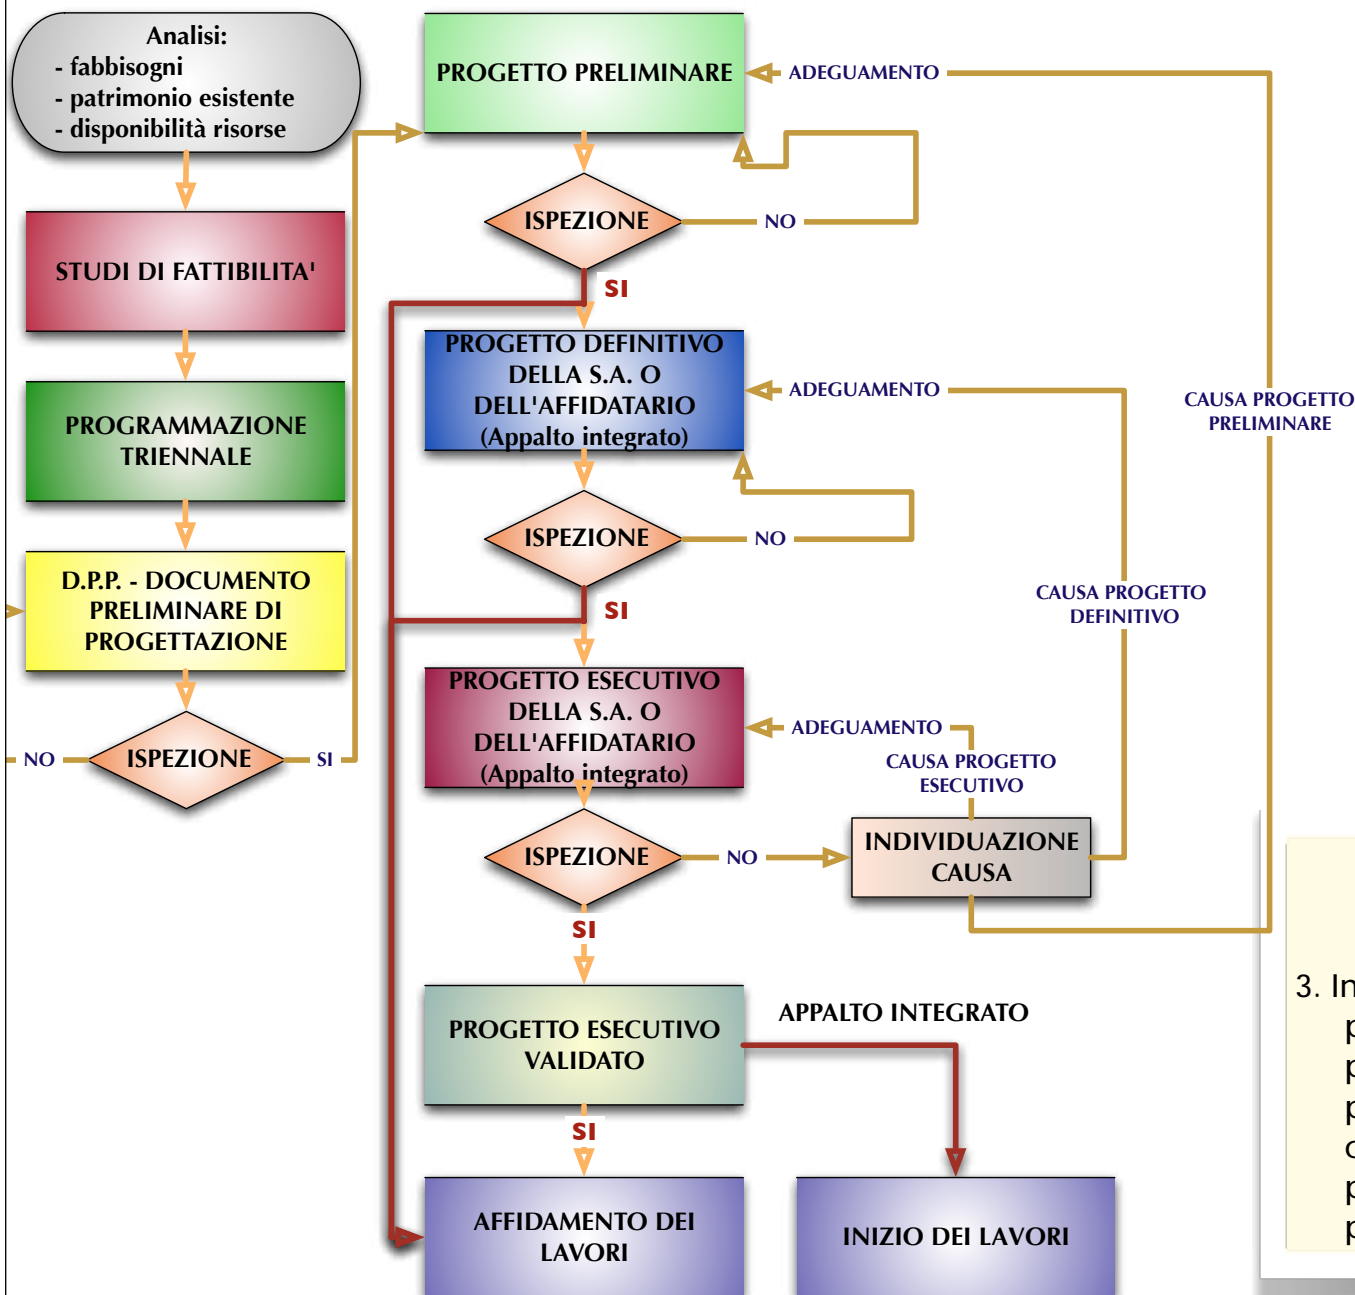 Analisi:
- fabbisogni
- patrimonio esistente
- disponibilità risorse
STUDI DI FATTIBILITA'
PROGRAMMAZIONE
TRIENNALE
D.P.P. - DOCUMENTO
PRELIMINARE DI
PROGETTAZIONE
NO
ISPEZIONE
SI
PROGETTO PRELIMINARE
ADEGUAMENTO
ISPEZIONE
NO
SI
PROGETTO DEFINITIVO
DELLA S.A. O
DELL'AFFIDATARIO
(Appalto integrato)
ADEGUAMENTO
CAUSA PROGETTO
PRELIMINARE
ISPEZIONE
NO
SI
CAUSA PROGETTO
DEFINITIVO
PROGETTO ESECUTIVO
DELLA S.A. O
DELL'AFFIDATARIO
(Appalto integrato)
ADEGUAMENTO
CAUSA PROGETTO
ESECUTIVO
ISPEZIONE
NO
INDIVIDUAZIONE
CAUSA
SI
PROGETTO ESECUTIVO
VALIDATO
APPALTO INTEGRATO
SI
AFFIDAMENTO DEI
LAVORI
INIZIO DEI LAVORI
3. In